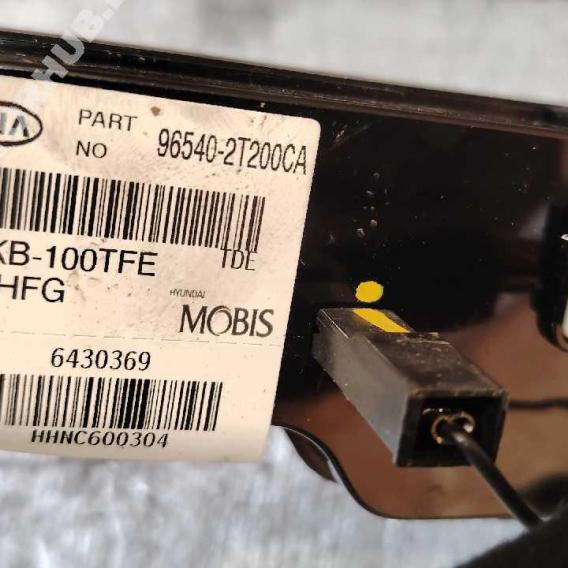 PART NO 96540-2T200CA
KB-100TFE TDE
HFG
HYUNDAI
MOBIS
6430369
HHNC600304